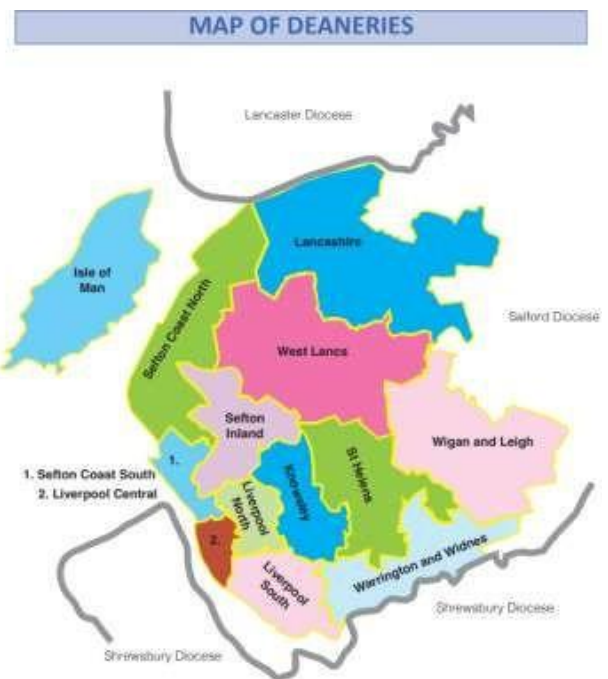 MAP OF DEANERIES
Lancaster Diocese
Lancashire
Isle of
Man
Sefton Coast North
Salford Diocese
West Lancs
Sefton
Inland
Wigan and Leigh
1.
1. Sefton Coast South
2. Liverpool Central
St Helens
Knowsley
Liverpool
North
2.
Warrington and Widnes
Liverpool
South
Shrewsbury Diocese
Shrewsbury Diocese